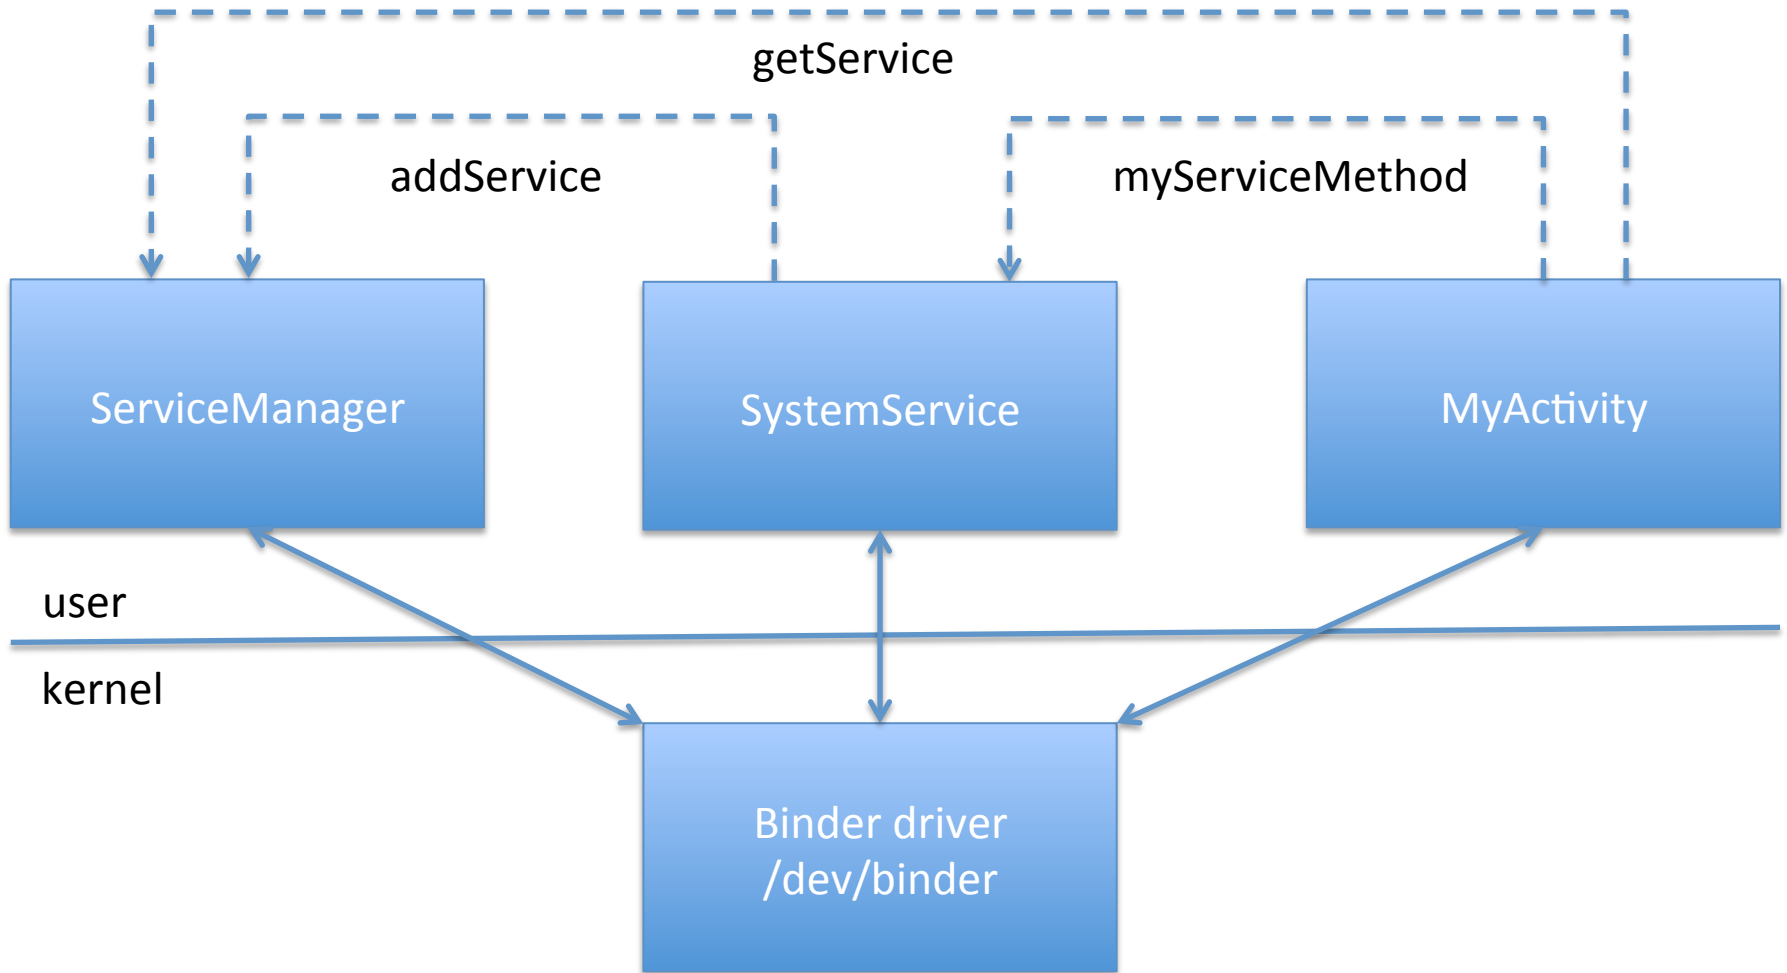 getService
addService
myServiceMethod
ServiceManager
SystemService
MyActivity
user
kernel
Binder driver
/dev/binder